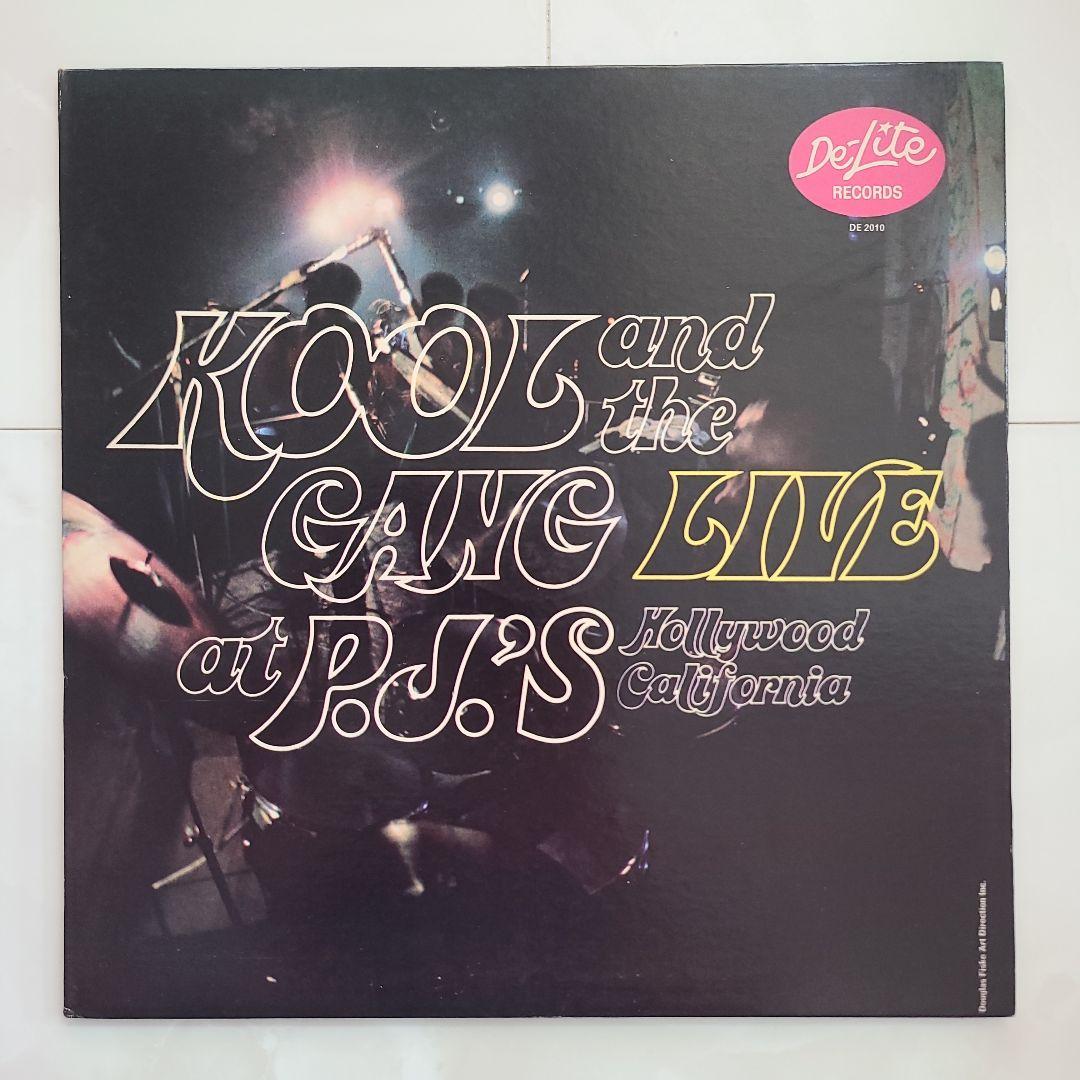 De-Lite
RECORDS
DE 2010
KOOL and
the
GANG LIVE
at P.J.'S Hollywood
California
Douglas Fiske Art Direction Inc.